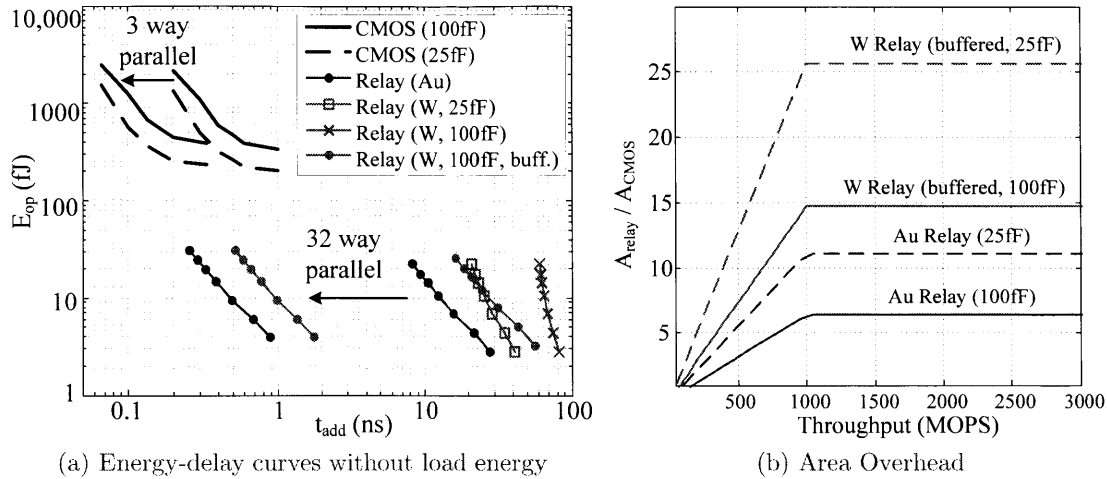 10,000
1000
100
10
1
E_op (fJ)
3 way
parallel
CMOS (100fF)
CMOS (25fF)
Relay (Au)
Relay (W, 25fF)
Relay (W, 100fF)
Relay (W, 100fF, buff.)
32 way
parallel
0.1
1
10
100
t_add (ns)
(a) Energy-delay curves without load energy
A_relay / A_CMOS
25
20
15
10
5
W Relay (buffered, 25fF)
W Relay (buffered, 100fF)
Au Relay (25fF)
Au Relay (100fF)
500
1000
1500
2000
2500
3000
Throughput (MOPS)
(b) Area Overhead